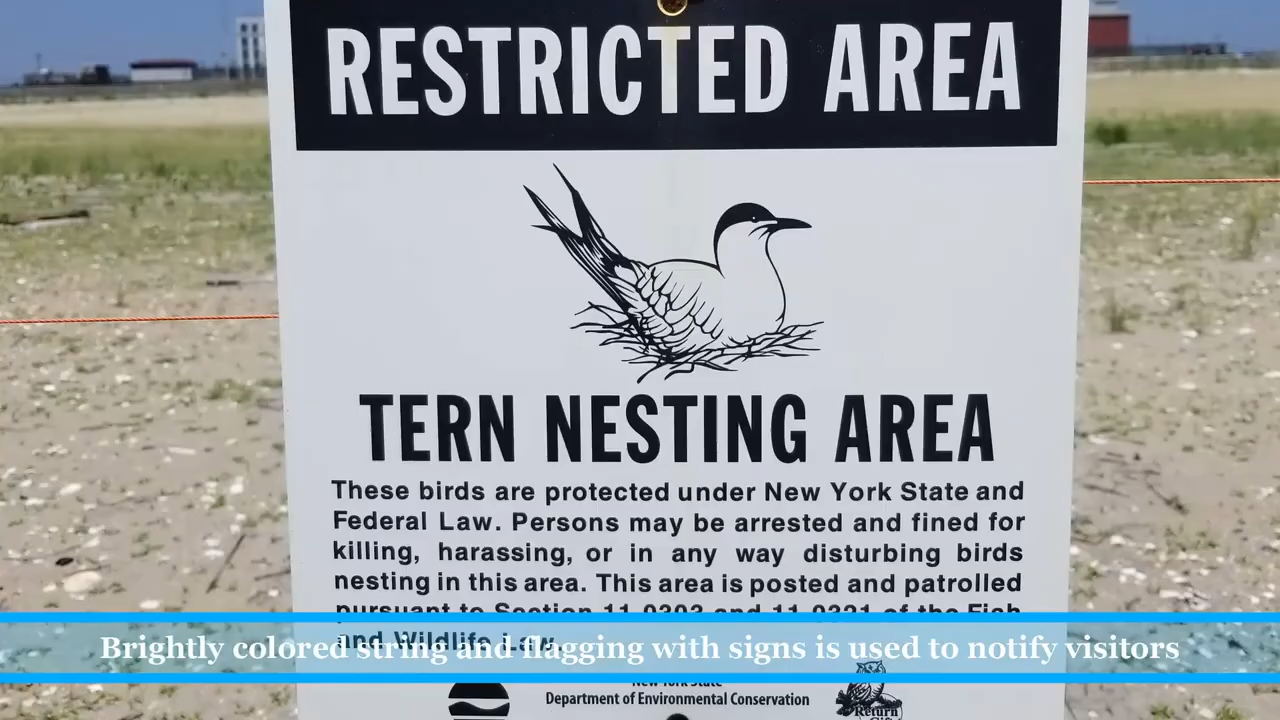 RESTRICTED AREA
TERN NESTING AREA
These birds are protected under New York State and
Federal Law. Persons may be arrested and fined for
killing, harassing, or in any way disturbing birds
nesting in this area. This area is posted and patrolled
pursuant to Section 11-0303 and 11-0321 of the Fish
and Wildlife Law.
Brightly colored string and flagging with signs is used to notify visitors
New York State
Department of Environmental Conservation
Return